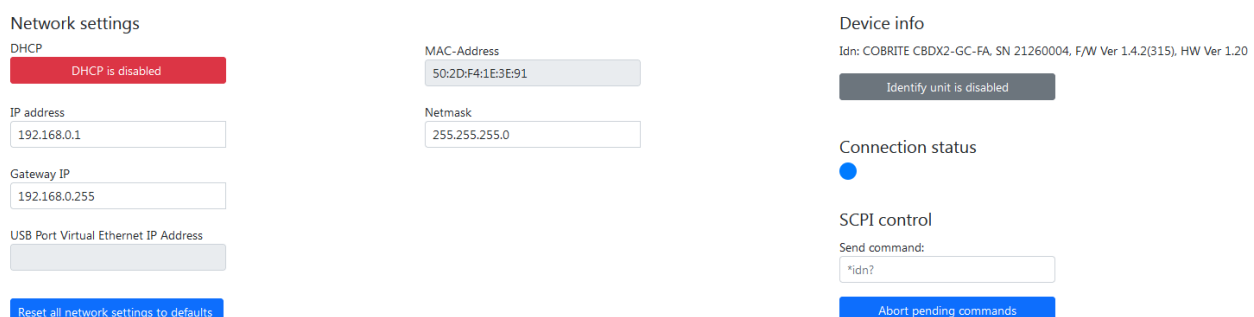 Network settings
DHCP
DHCP is disabled
IP address
192.168.0.1
Gateway IP
192.168.0.255
USB Port Virtual Ethernet IP Address
Reset all network settings to defaults
MAC-Address
50:2D:F4:1E:3E:91
Netmask
255.255.255.0
Device info
Idn: COBRITE CBDX2-GC-FA, SN 21260004, F/W Ver 1.4.2(315), HW Ver 1.20
Identify unit is disabled
Connection status
SCPI control
Send command:
*idn?
Abort pending commands